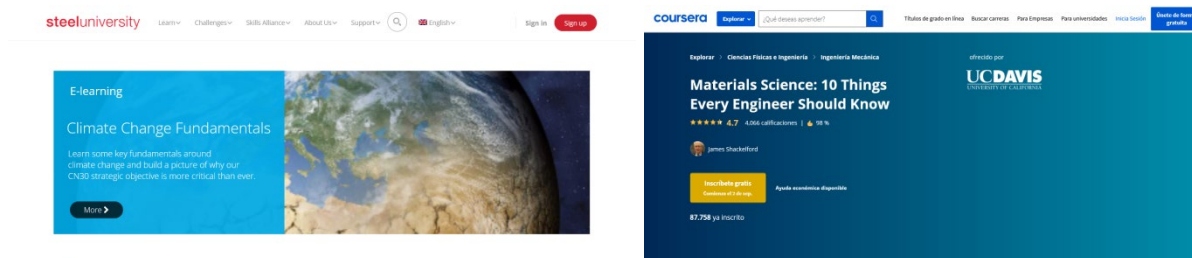 steeluniversity Learn Challenges Skills Alliance About Us Support English Sign in Sign up
E-learning
Climate Change Fundamentals
Learn some key fundamentals around
climate change and build a picture of why our
CN30 strategic objective is more critical than ever.
More
coursera Explorar ¿Qué deseas aprender? Títulos de grado en línea Buscar carreras Para Empresas Para universidades Inicia Sesión Únete de form
gratuita
Explorar > Ciencias Físicas e Ingeniería > Ingeniería Mecánica
ofrecido por
UCDAVIS
UNIVERSITY OF CALIFORNIA
Materials Science: 10 Things
Every Engineer Should Know
4.7 4,066 calificaciones | 98 %
James Shackelford
Inscríbete gratis
Comienza el 3 de sep.
Ayuda económica disponible
87.758 ya inscrito